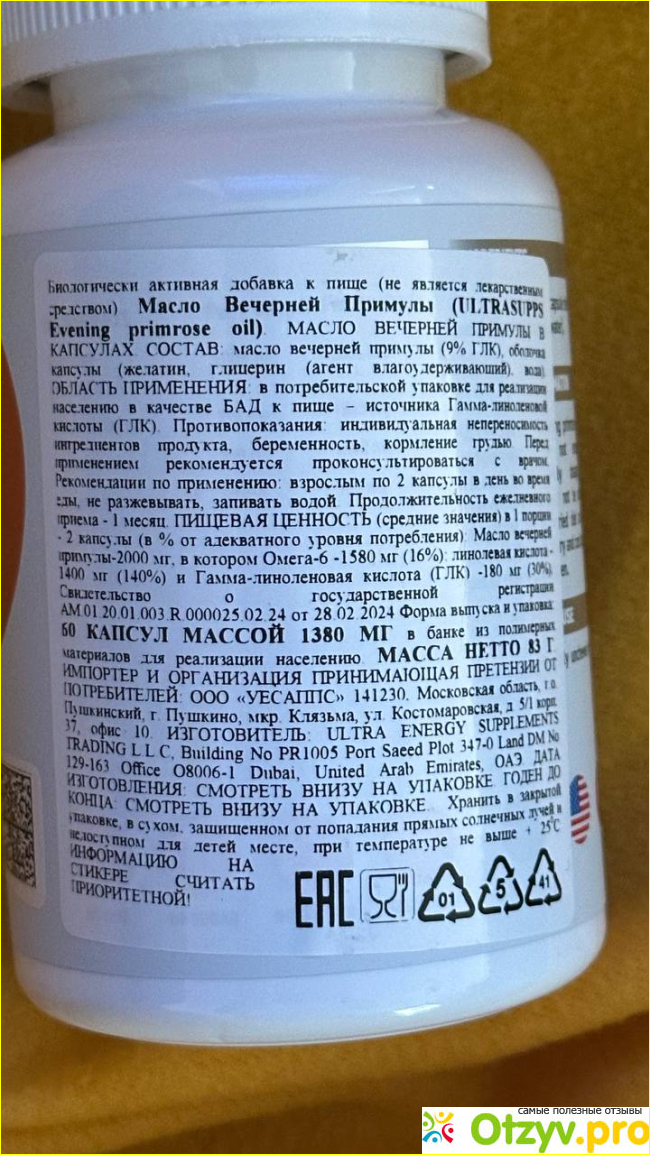 Биологически активная добавка к пище (не является лекарственным
средством) Масло Вечерней Примулы (ULTRASUPPS
Evening primrose oil). МАСЛО ВЕЧЕРНЕЙ ПРИМУЛЫ В
КАПСУЛАХ. СОСТАВ: масло вечерней примулы (9% ГЛК), оболочка
капсулы (желатин, глицерин (агент влагоудерживающий), вода).
ОБЛАСТЬ ПРИМЕНЕНИЯ: в потребительской упаковке для реализации
населению в качестве БАД к пище – источника Гамма-линоленовой
кислоты (ГЛК). Противопоказания: индивидуальная непереносимость
ингредиентов продукта, беременность, кормление грудью. Перед
применением рекомендуется проконсультироваться с врачом.
Рекомендации по применению: взрослым по 2 капсулы в день во время
еды, не разжевывать, запивать водой. Продолжительность ежедневного
приема - 1 месяц. ПИЩЕВАЯ ЦЕННОСТЬ (средние значения) в 1 порции
- 2 капсулы (в % от адекватного уровня потребления): Масло вечерней
примулы-2000 мг, в котором Омега-6 -1580 мг (16%): линолевая кислота -
1400 мг (140%) и Гамма-линоленовая кислота (ГЛК) -180 мг (30%).
Свидетельство о государственной регистрации
AM.01.20.01.003.R.000025.02.24 от 28.02.2024 Форма выпуска и упаковка:
60 КАПСУЛ МАССОЙ 1380 МГ в банке из полимерных
материалов для реализации населению. МАССА НЕТТО 83 Г.
ИМПОРТЕР И ОРГАНИЗАЦИЯ ПРИНИМАЮЩАЯ ПРЕТЕНЗИИ ОТ
ПОТРЕБИТЕЛЕЙ: ООО «УЕСАППС» 141230, Московская область, г.о.
Пушкинский, г. Пушкино, мкр. Клязьма, ул. Костомаровская, д. 5/1 корп.
37, офис 10. ИЗГОТОВИТЕЛЬ: ULTRA ENERGY SUPPLEMENTS
TRADING L L C, Building No PR1005 Port Saeed Plot 347-0 Land DM No
129-163 Office O8006-1 Dubai, United Arab Emirates, ОАЭ. ДАТА
ИЗГОТОВЛЕНИЯ: СМОТРЕТЬ ВНИЗУ НА УПАКОВКЕ. ГОДЕН ДО
КОНЦА: СМОТРЕТЬ ВНИЗУ НА УПАКОВКЕ. Хранить в закрытой
упаковке, в сухом, защищенном от попадания прямых солнечных лучей и
недоступном для детей месте, при температуре не выше + 25°С
ИНФОРМАЦИЮ НА
СТИКЕРЕ СЧИТАТЬ
ПРИОРИТЕТНОЙ!
EAC
01 5 41
самые полезные отзывы
Otzyv.pro